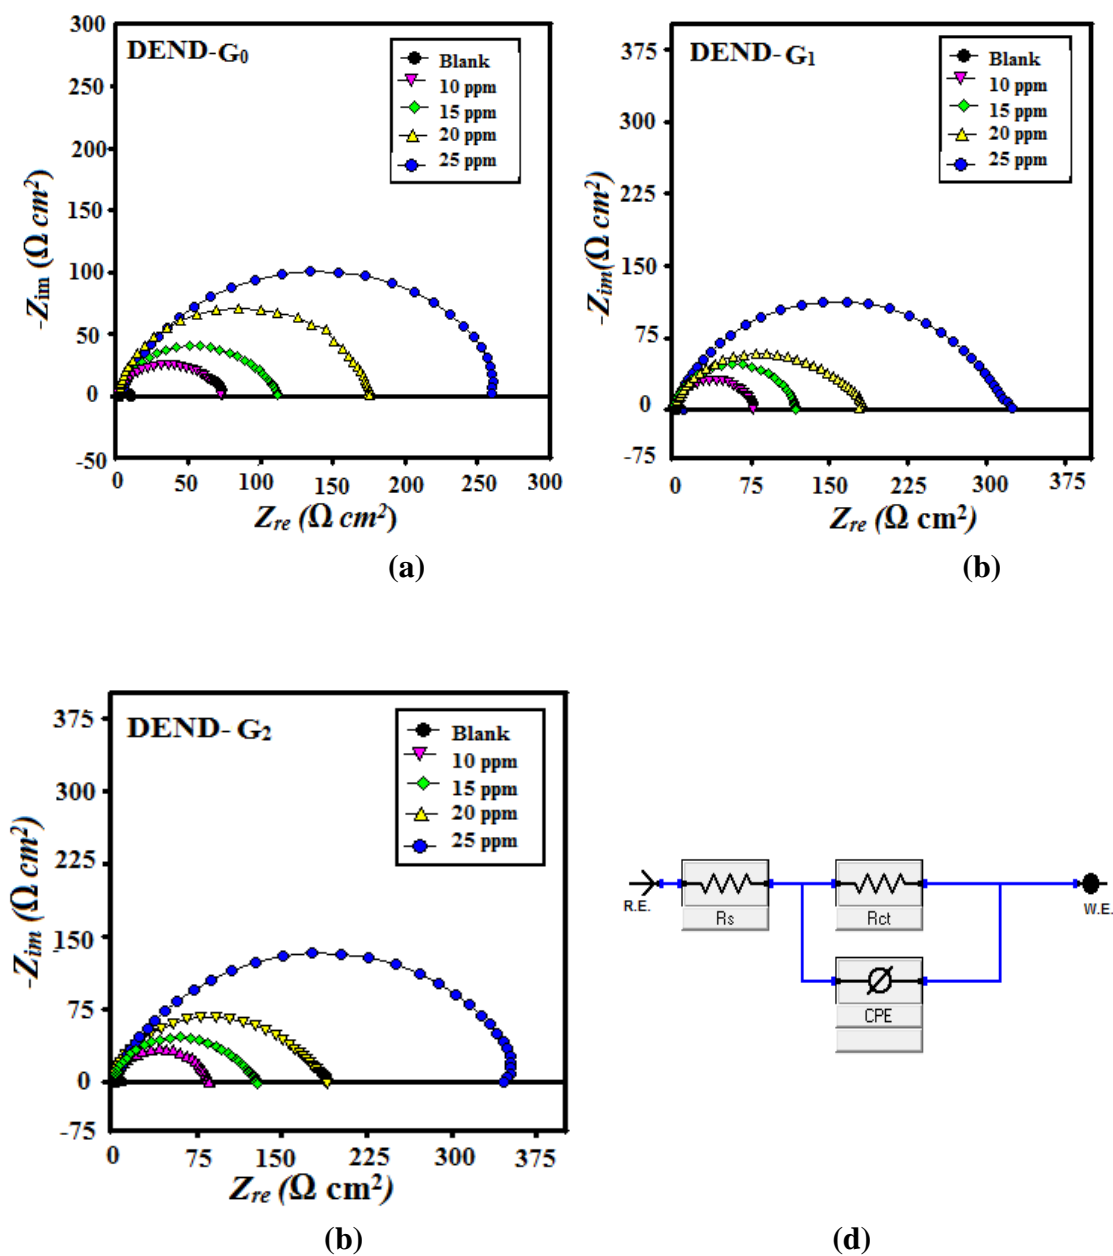 DEND-G0
Blank
10 ppm
15 ppm
20 ppm
25 ppm
300
250
200
150
100
50
0
-50
-Zim (Ω cm2)
0 50 100 150 200 250 300
Zre (Ω cm2)
(a)
DEND-G1
Blank
10 ppm
15 ppm
20 ppm
25 ppm
375
300
225
150
75
0
-75
-Zim(Ω cm2)
0 75 150 225 300 375
Zre (Ω cm2)
(b)
DEND- G2
Blank
10 ppm
15 ppm
20 ppm
25 ppm
375
300
225
150
75
0
-75
-Zim (Ω cm2)
0 75 150 225 300 375
Zre (Ω cm2)
(b)
R.E.
Rs
Rct
W.E.
CPE
(d)